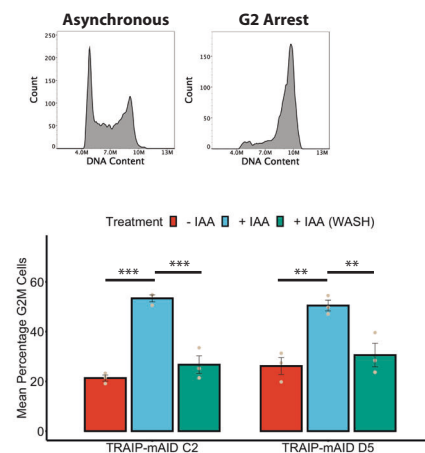 Asynchronous
G2 Arrest
250
200
150
100
50
0
Count
4.0M 7.0M 10M 13M
DNA Content
150
100
50
Count
4.0M 7.0M 10M 13M
DNA Content
Treatment - IAA + IAA + IAA (WASH)
*** *** ** **
Mean Percentage G2M Cells
60
40
20
0
TRAIP-mAID C2 TRAIP-mAID D5